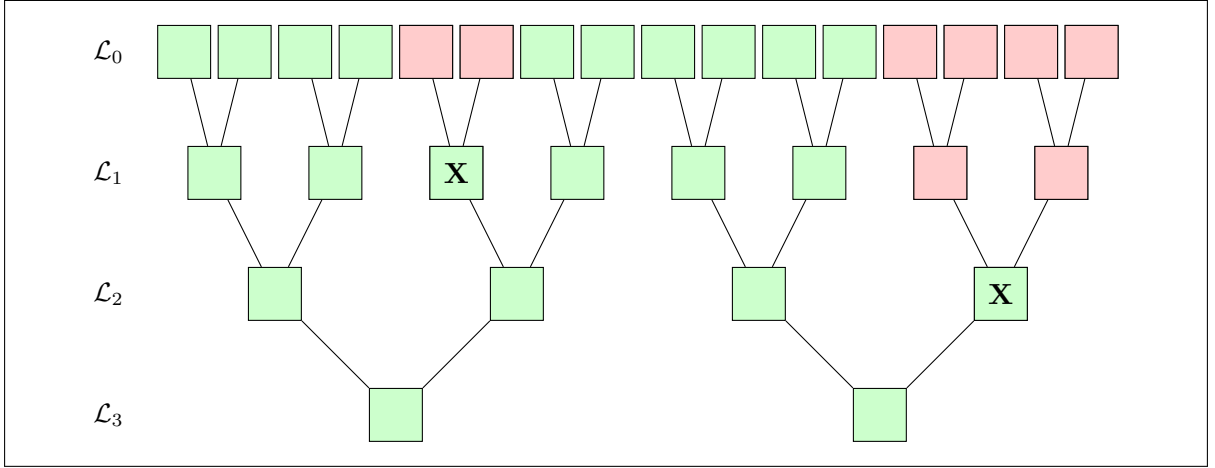 ℒ₀
ℒ₁ X
ℒ₂ X
ℒ₃